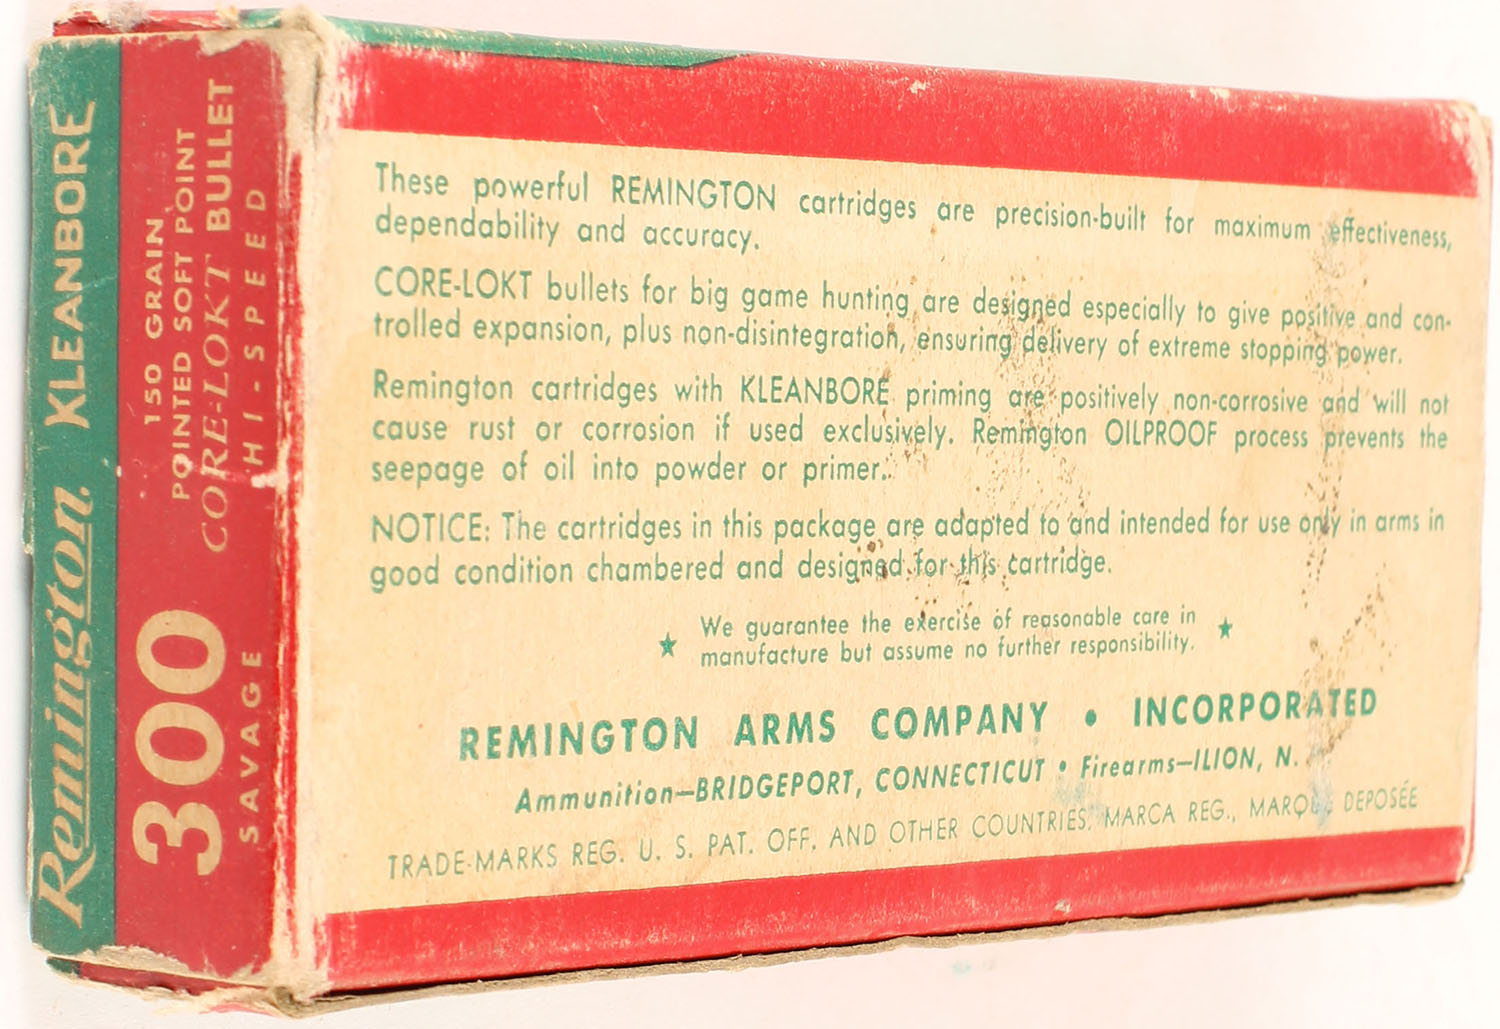 Remington KLEANBORE
300
SAVAGE
150 GRAIN
POINTED SOFT POINT
CORE-LOKT BULLET
HI-SPEED
These powerful REMINGTON cartridges are precision-built for maximum effectiveness,
dependability and accuracy.
CORE-LOKT bullets for big game hunting are designed especially to give positive and con-
trolled expansion, plus non-disintegration, ensuring delivery of extreme stopping power.
Remington cartridges with KLEANBORE priming are positively non-corrosive and will not
cause rust or corrosion if used exclusively. Remington OILPROOF process prevents the
seepage of oil into powder or primer.
NOTICE: The cartridges in this package are adapted to and intended for use only in arms in
good condition chambered and designed for this cartridge.
★ We guarantee the exercise of reasonable care in ★
manufacture but assume no further responsibility.
REMINGTON ARMS COMPANY • INCORPORATED
Ammunition—BRIDGEPORT, CONNECTICUT • Firearms—ILION, N.
TRADE-MARKS REG. U. S. PAT. OFF. AND OTHER COUNTRIES. MARCA REG., MARQUE DEPOSÉE